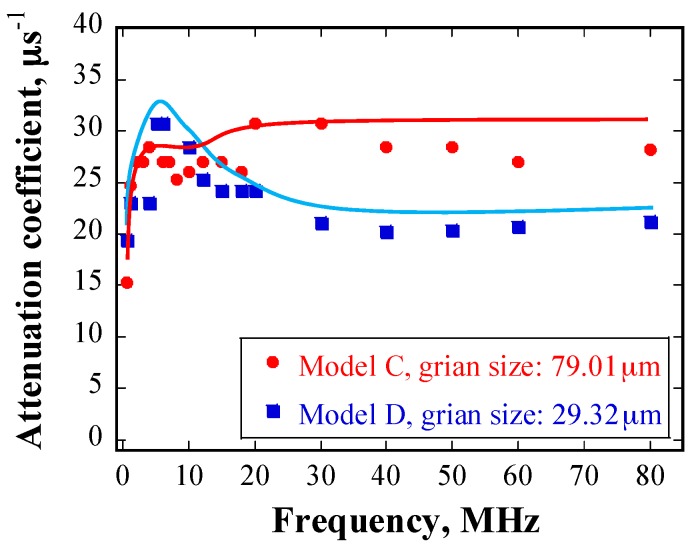 Attenuation coefficient, μs⁻¹
40
35
30
25
20
15
10
5
0
Model C, grian size: 79.01μm
Model D, grian size: 29.32μm
0 10 20 30 40 50 60 70 80
Frequency, MHz